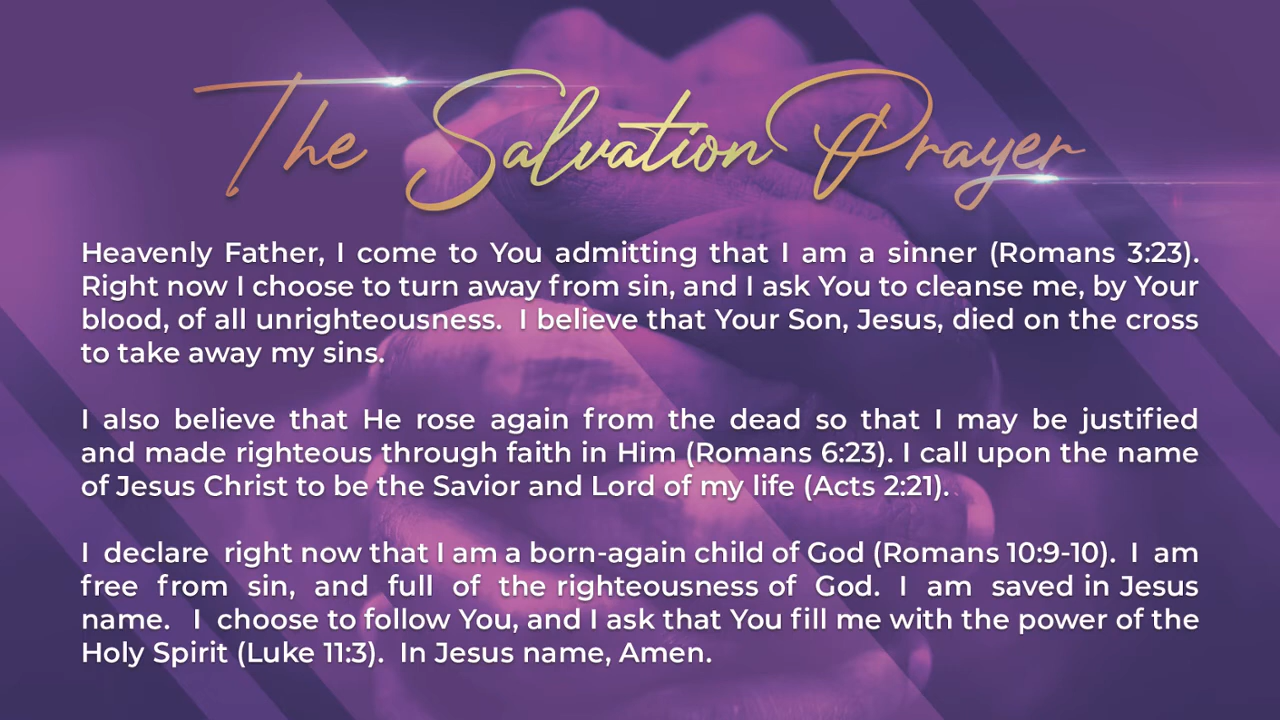 The Salvation Prayer
Heavenly Father, I come to You admitting that I am a sinner (Romans 3:23).
Right now I choose to turn away from sin, and I ask You to cleanse me, by Your
blood, of all unrighteousness. I believe that Your Son, Jesus, died on the cross
to take away my sins.
I also believe that He rose again from the dead so that I may be justified
and made righteous through faith in Him (Romans 6:23). I call upon the name
of Jesus Christ to be the Savior and Lord of my life (Acts 2:21).
I declare right now that I am a born-again child of God (Romans 10:9-10). I am
free from sin, and full of the righteousness of God. I am saved in Jesus
name. I choose to follow You, and I ask that You fill me with the power of the
Holy Spirit (Luke 11:3). In Jesus name, Amen.